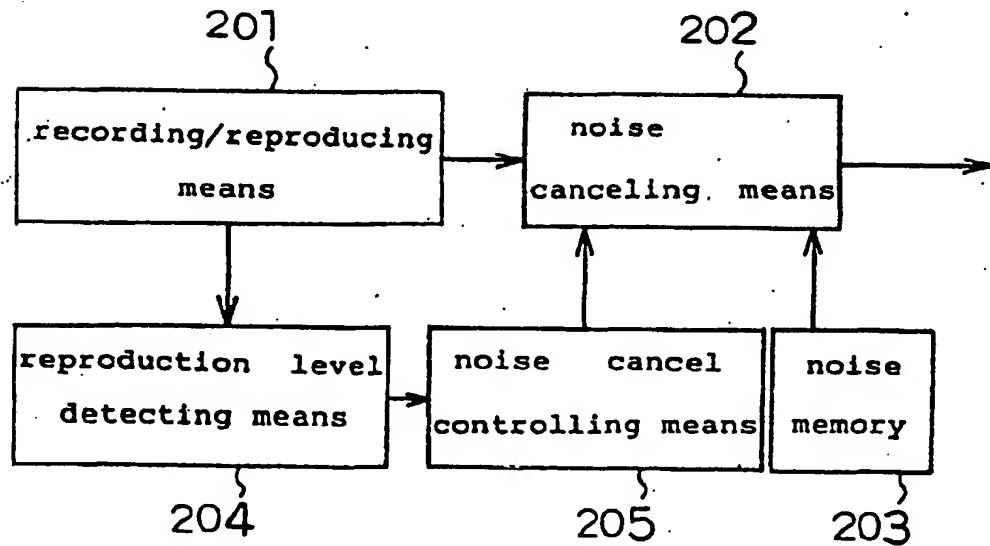 201
202
recording/reproducing
means
noise
canceling means
reproduction level
detecting means
noise cancel
controlling means
noise
memory
204
205
203